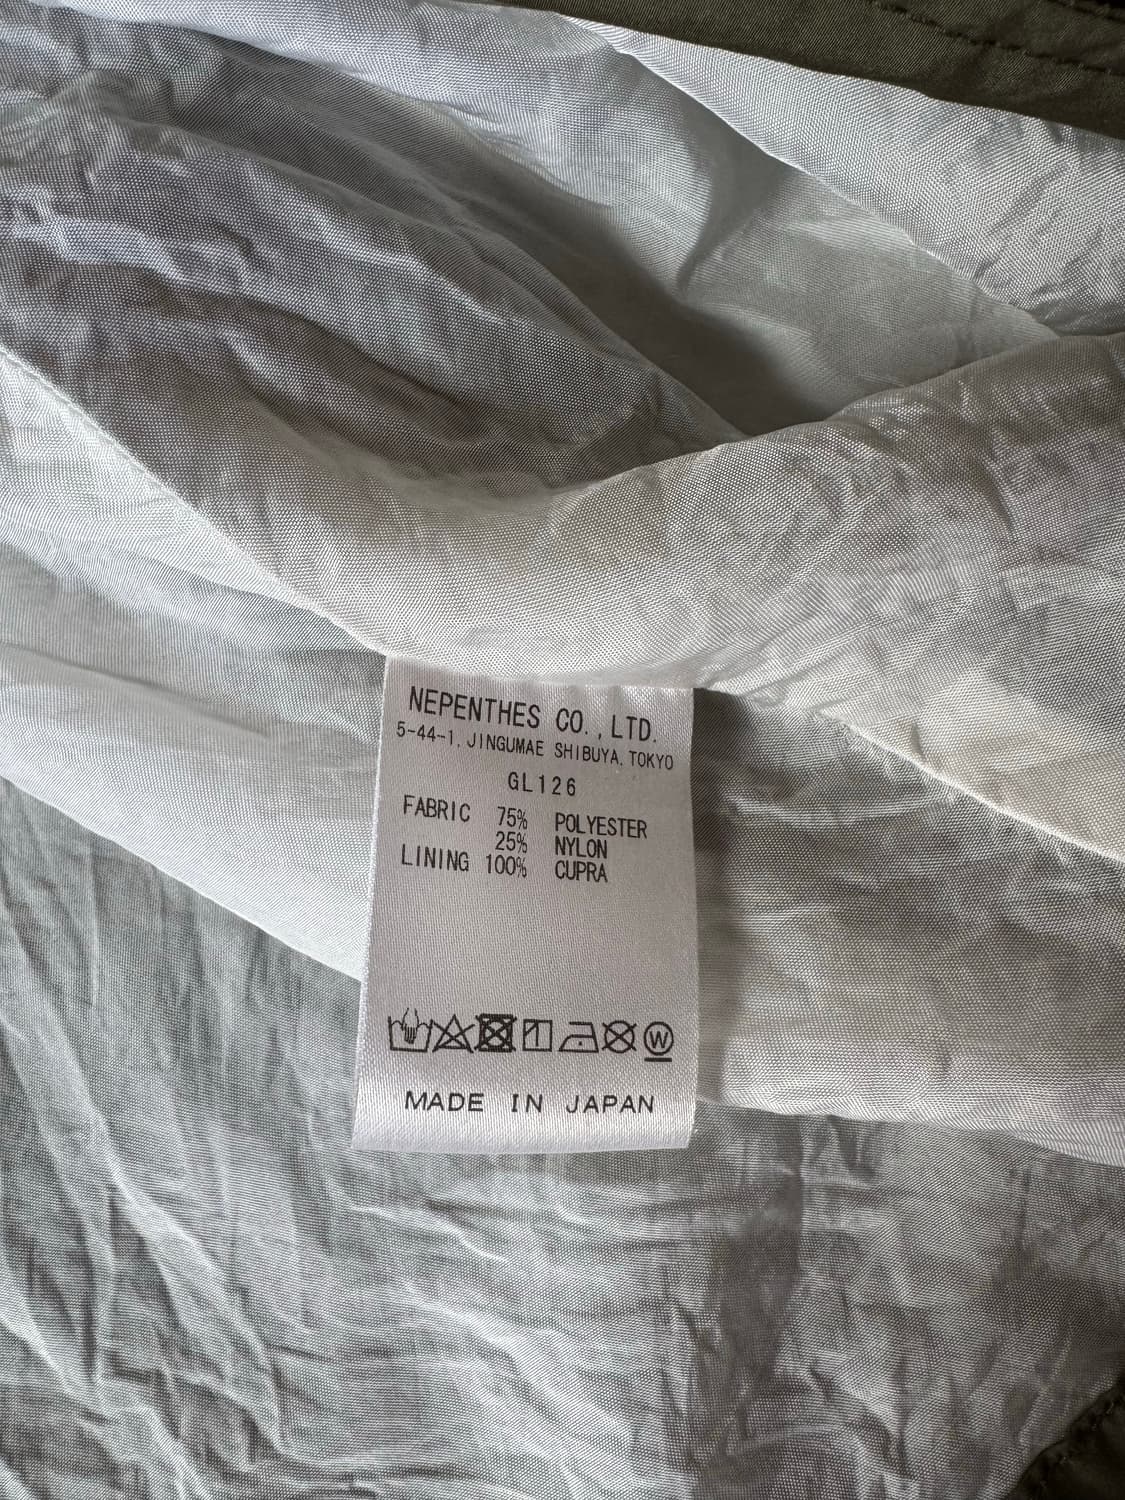 NEPENTHES CO.,LTD.
5-44-1, JINGUMAE SHIBUYA, TOKYO
GL126
FABRIC 75% POLYESTER
25% NYLON
LINING 100% CUPRA
W
MADE IN JAPAN